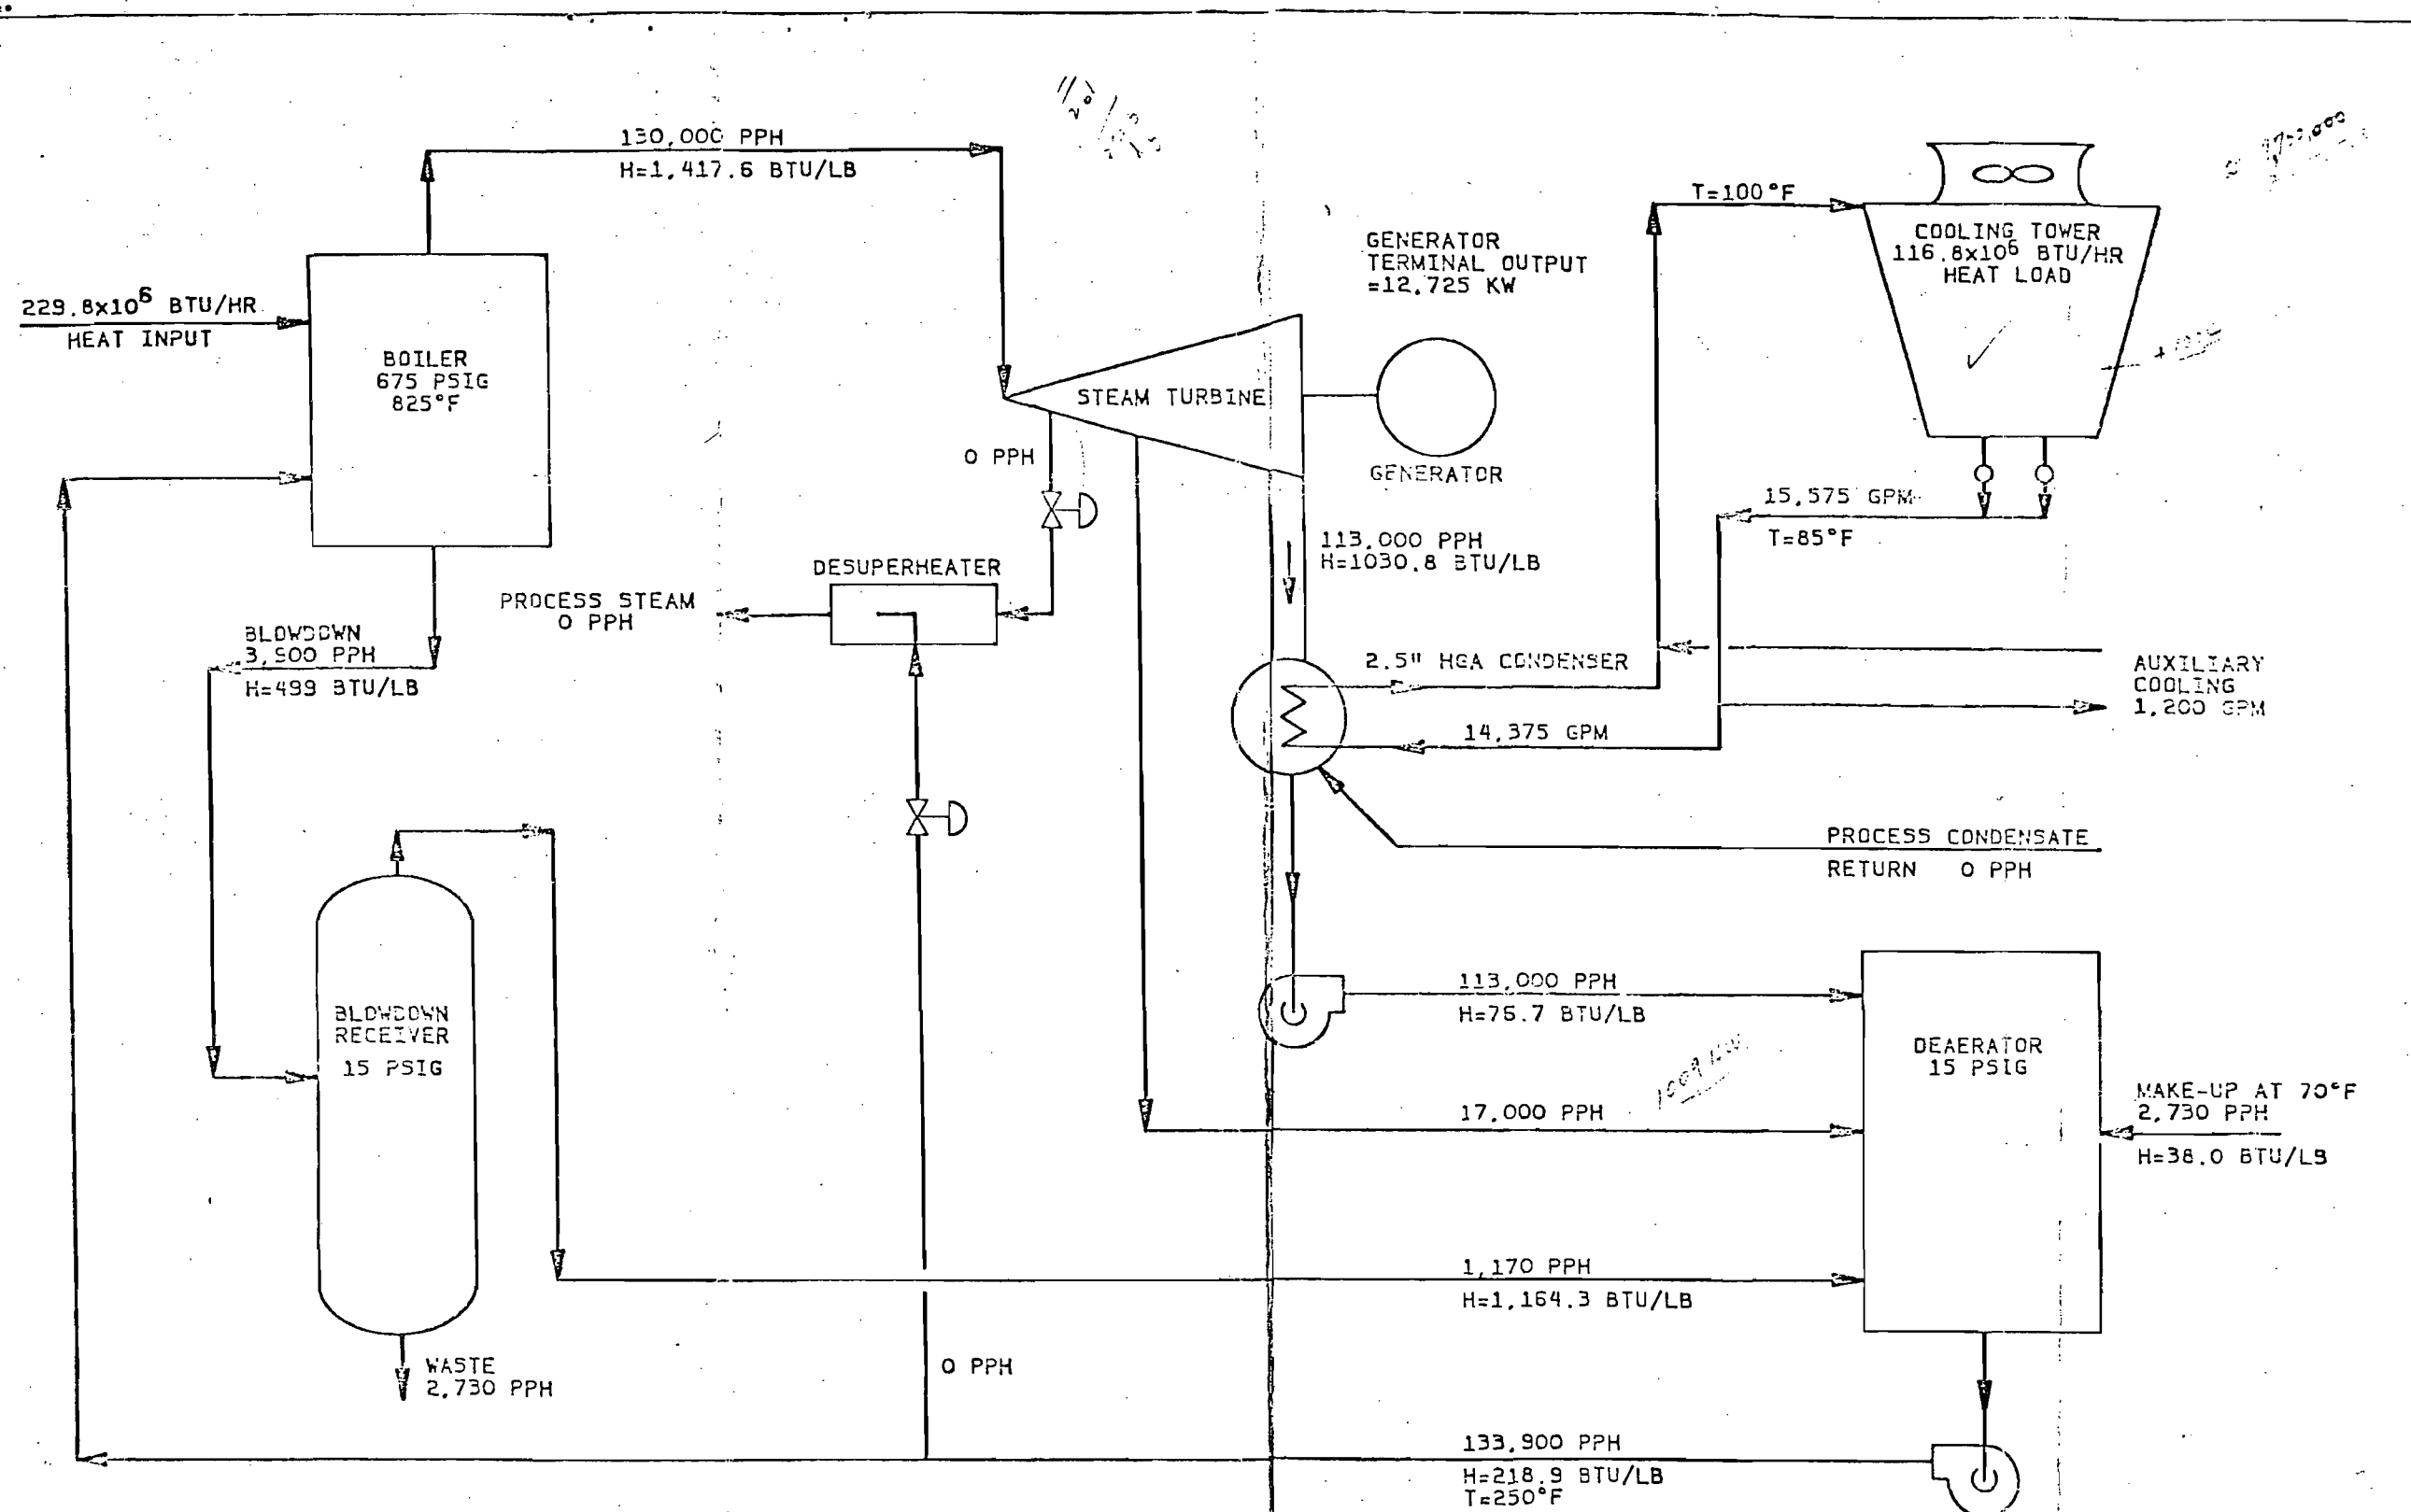 130,000 PPH
H=1,417.6 BTU/LB
T=100°F
COOLING TOWER
116.8x10⁶ BTU/HR
HEAT LOAD
GENERATOR
TERMINAL OUTPUT
=12,725 KW
229.8x10⁶ BTU/HR
HEAT INPUT
BOILER
675 PSIG
825°F
STEAM TURBINE
0 PPH
GENERATOR
15,575 GPM
T=85°F
113,000 PPH
H=1030.8 BTU/LB
DESUPERHEATER
PROCESS STEAM
0 PPH
BLOWDOWN
3,900 PPH
H=499 BTU/LB
2.5" HGA CONDENSER
AUXILIARY
COOLING
1,200 GPM
14,375 GPM
PROCESS CONDENSATE
RETURN 0 PPH
113,000 PPH
H=76.7 BTU/LB
BLOWDOWN
RECEIVER
15 PSIG
DEAERATOR
15 PSIG
MAKE-UP AT 70°F
2,730 PPH
H=38.0 BTU/LB
17,000 PPH
1,170 PPH
H=1,164.3 BTU/LB
WASTE
2,730 PPH
0 PPH
133,900 PPH
H=218.9 BTU/LB
T=250°F